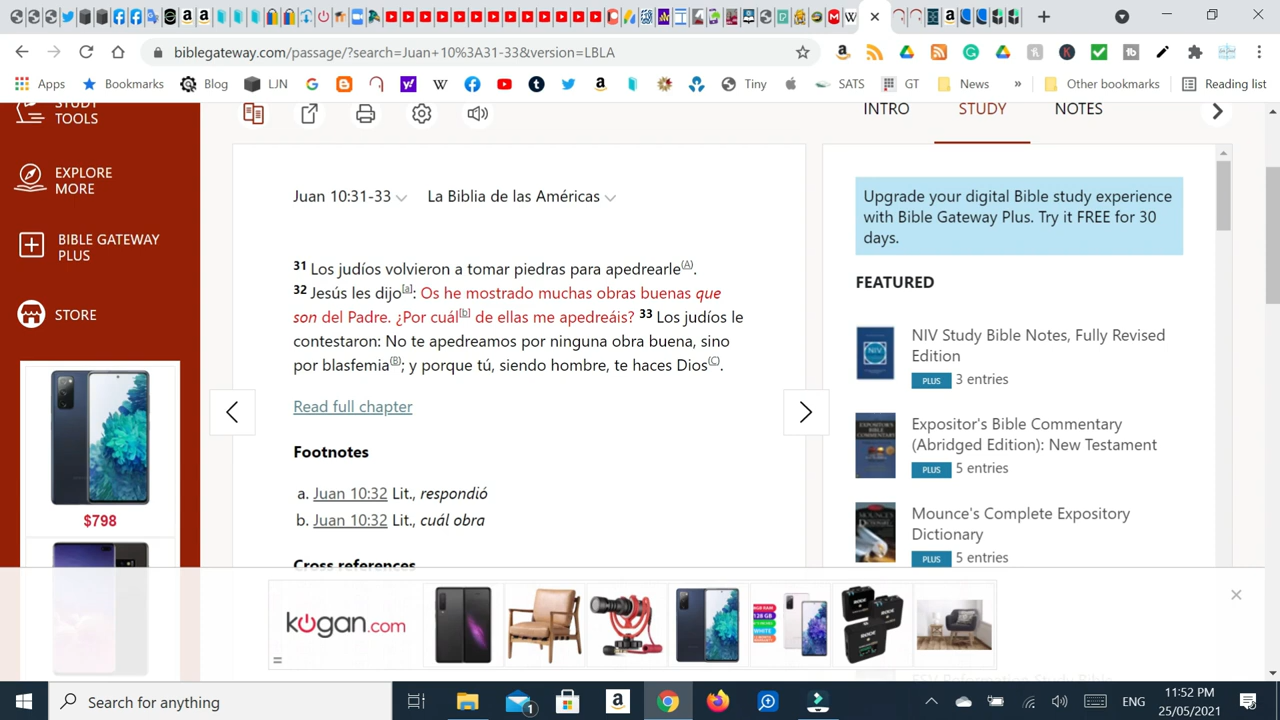 biblegateway.com/passage/?search=Juan+10%3A31-33&version=LBLA
Apps
Bookmarks
Blog
LJN
Tiny
SATS
GT
News
»
Other bookmarks
Reading list
STUDY
TOOLS
EXPLORE
MORE
BIBLE GATEWAY
PLUS
STORE
$798
Juan 10:31-33
La Biblia de las Américas
31 Los judíos volvieron a tomar piedras para apedrearle(A).
32 Jesús les dijo[a]: Os he mostrado muchas obras buenas que
son del Padre. ¿Por cuál[b] de ellas me apedreáis? 33 Los judíos le
contestaron: No te apedreamos por ninguna obra buena, sino
por blasfemia(B); y porque tú, siendo hombre, te haces Dios(C).
Read full chapter
Footnotes
a. Juan 10:32 Lit., respondió
b. Juan 10:32 Lit., cuál obra
Cross references
INTRO
STUDY
NOTES
Upgrade your digital Bible study experience
with Bible Gateway Plus. Try it FREE for 30
days.
FEATURED
NIV Study Bible Notes, Fully Revised
Edition
PLUS 3 entries
Expositor's Bible Commentary
(Abridged Edition): New Testament
PLUS 5 entries
Mounce's Complete Expository
Dictionary
PLUS 5 entries
kogan.com
128 GB
WHITE
RODE
Search for anything
1
ENG
11:52 PM
25/05/2021